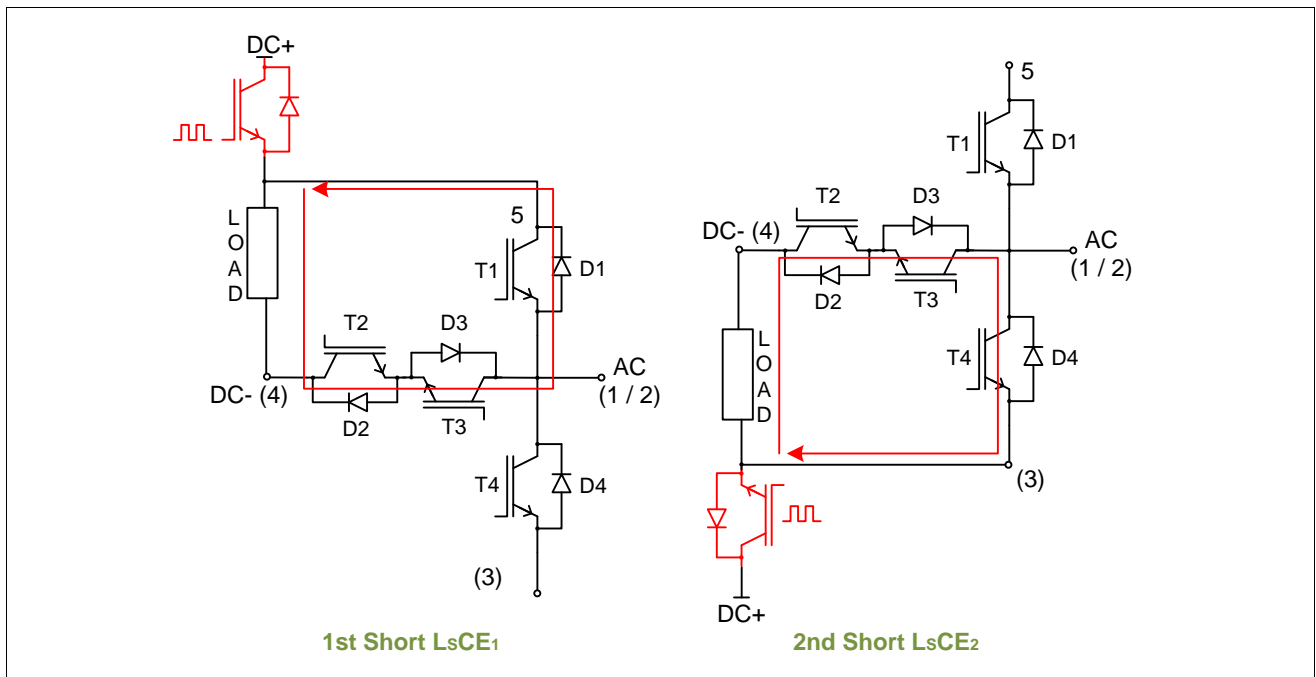 DC+
L
O
A
D
5
T1
D1
T2
D3
AC
(1 / 2)
DC- (4)
D2
T3
T4
D4
(3)
1st Short LSCE1
5
T1
D1
T2
D3
DC- (4)
AC
(1 / 2)
D2
T3
L
O
A
D
T4
D4
(3)
DC+
2nd Short LSCE2